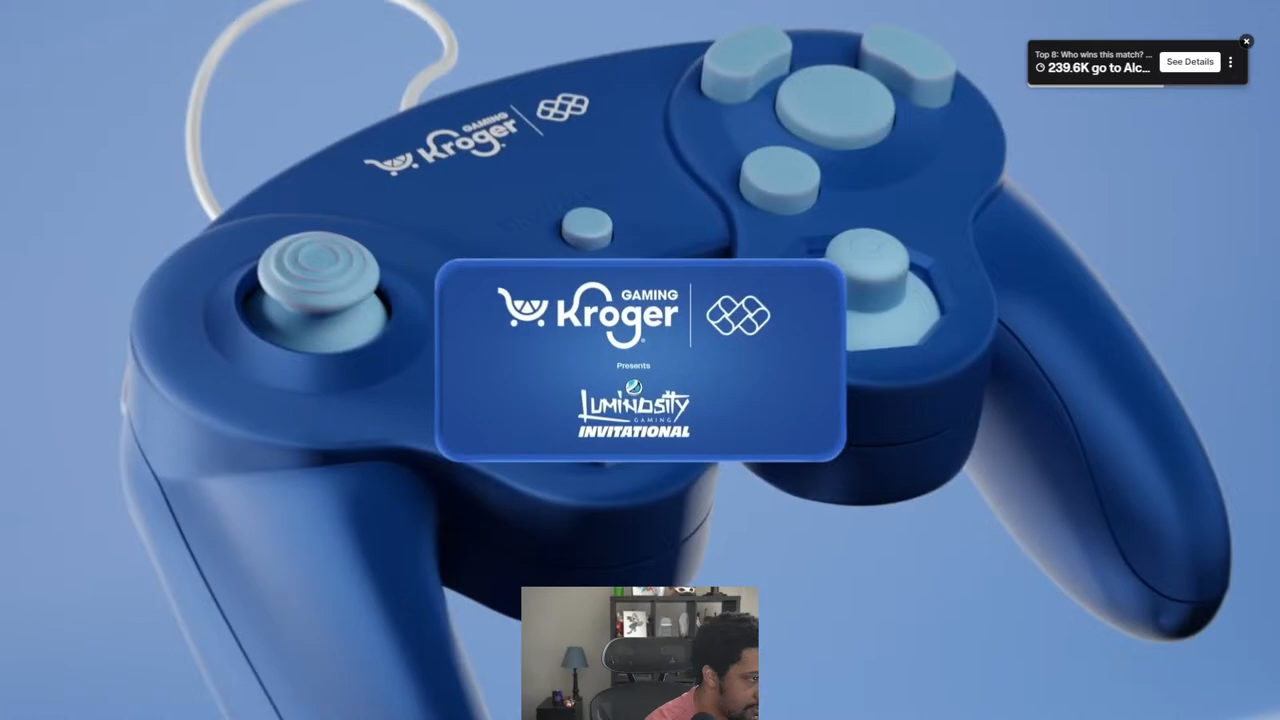 Top 8: Who wins this match? ...
239.6K go to Alc...
See Details
GAMING
Kroger
GAMING
Kroger
Presents
LUMINOSITY
GAMING
INVITATIONAL